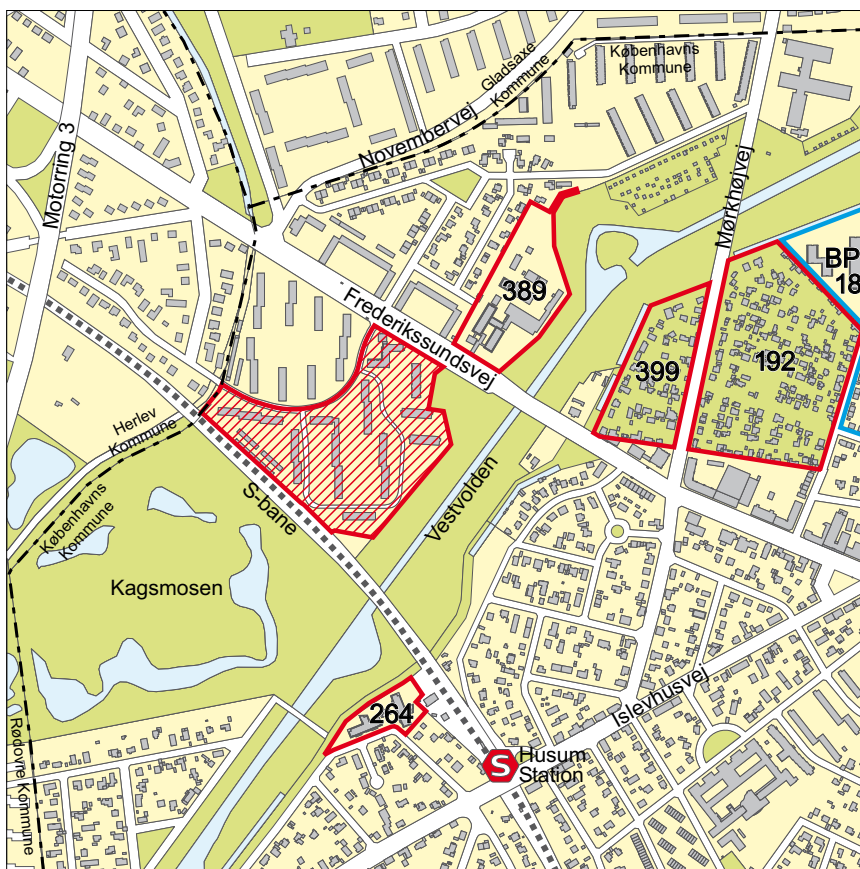 Københavns
Kommune
Gladsaxe
Kommune
Novembervej
Motorring 3
Mørkhøjvej
BP
18
389
Frederikssundsvej
399
192
Herlev
Kommune
S-bane
Vestvolden
Københavns
Kommune
Kagsmosen
Islevhusvej
264
Rødovre Kommune
S
Husum
Station